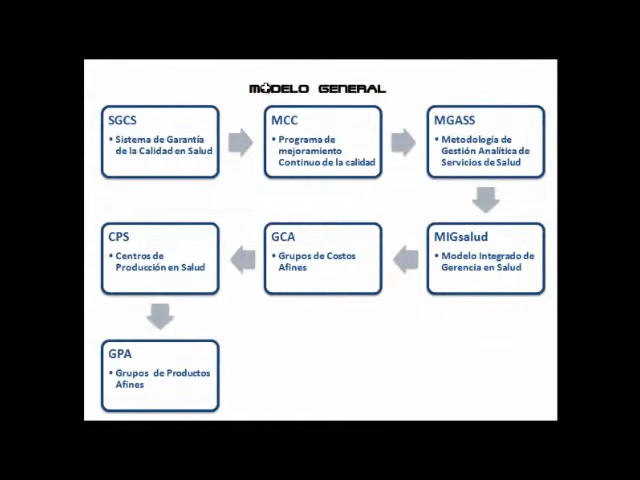 MODELO GENERAL
SGCS
• Sistema de Garantía
de la Calidad en Salud
MCC
• Programa de
mejoramiento
Continuo de la calidad
MGASS
• Metodología de
Gestión Analítica de
Servicios de Salud
MIGsalud
• Modelo Integrado de
Gerencia en Salud
GCA
• Grupos de Costos
Afines
CPS
• Centros de
Producción en Salud
GPA
• Grupos de Productos
Afines